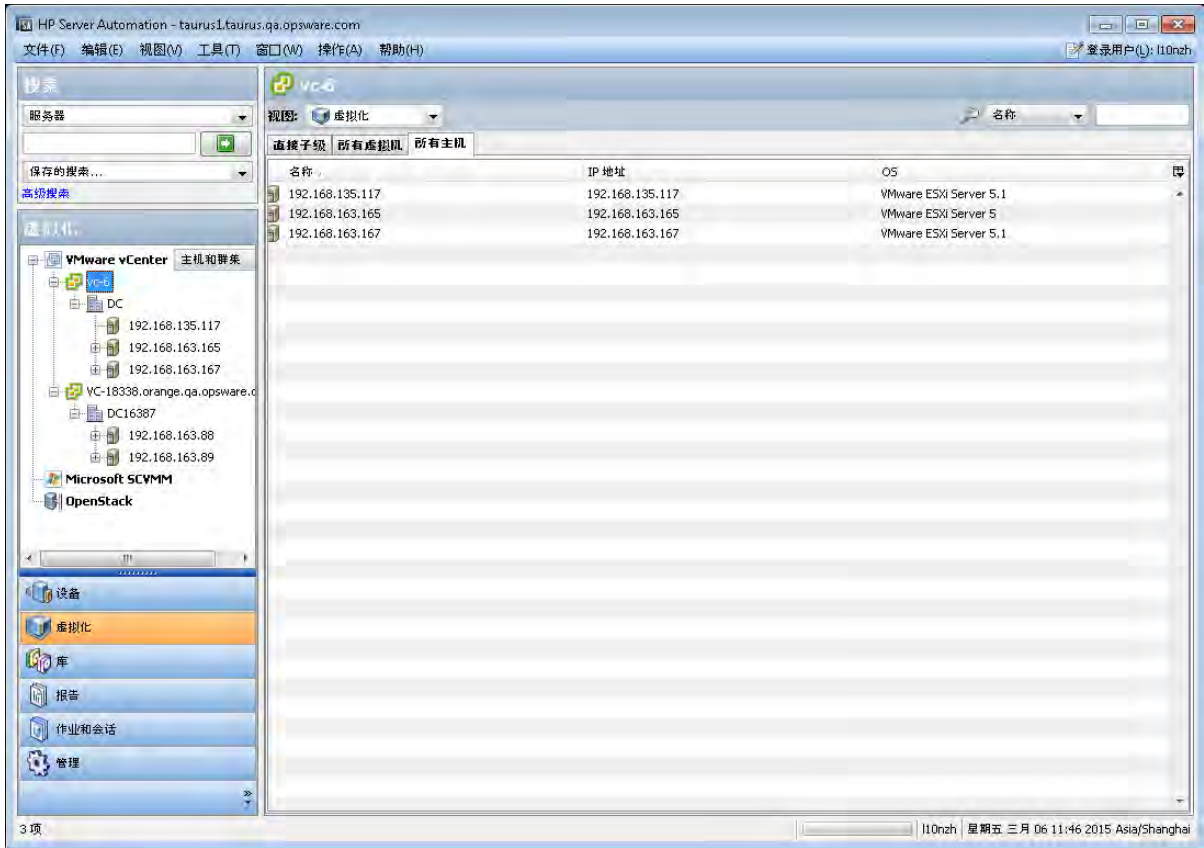 HP Server Automation - taurus1.taurus.qa.opsware.com
文件(F) 编辑(E) 视图(V) 工具(T) 窗口(W) 操作(A) 帮助(H)
登录用户(L): l10nzh
搜索
服务器
保存的搜索...
高级搜索
虚拟化
VMware vCenter 主机和群集
vc-6
DC
192.168.135.117
192.168.163.165
192.168.163.167
VC-18338.orange.qa.opsware.c
DC16387
192.168.163.88
192.168.163.89
Microsoft SCVMM
OpenStack
设备
虚拟化
库
报告
作业和会话
管理
vc-6
视图: 虚拟化
名称
直接子级 所有虚拟机 所有主机
名称 IP 地址 OS
192.168.135.117 192.168.135.117 VMware ESXi Server 5.1
192.168.163.165 192.168.163.165 VMware ESXi Server 5
192.168.163.167 192.168.163.167 VMware ESXi Server 5.1
3 项
l10nzh 星期五 三月 06 11:46 2015 Asia/Shanghai